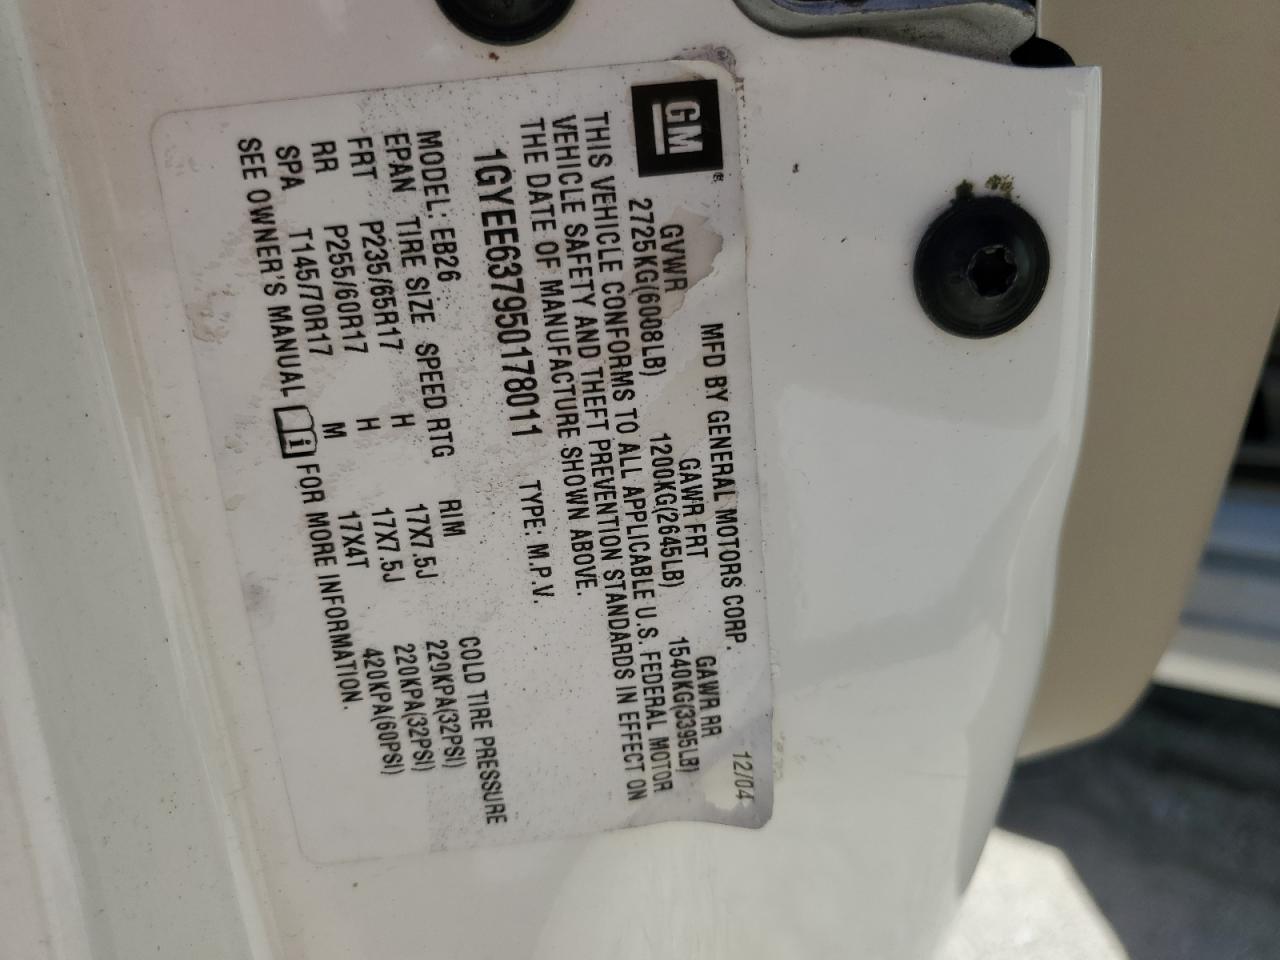 GM
MFD BY GENERAL MOTORS CORP. 12/04
GVWR GAWR FRT GAWR RR
2725KG(6008LB) 1200KG(2645LB) 1540KG(3395LB)
THIS VEHICLE CONFORMS TO ALL APPLICABLE U.S. FEDERAL MOTOR
VEHICLE SAFETY AND THEFT PREVENTION STANDARDS IN EFFECT ON
THE DATE OF MANUFACTURE SHOWN ABOVE.
1GYEE637950178011 TYPE: M.P.V.
MODEL: EB26
EPAN TIRE SIZE SPEED RTG RIM COLD TIRE PRESSURE
FRT P235/65R17 H 17X7.5J 229KPA(32PSI)
RR P255/60R17 H 17X7.5J 220KPA(32PSI)
SPA T145/70R17 M 17X4T 420KPA(60PSI)
SEE OWNER'S MANUAL i FOR MORE INFORMATION.